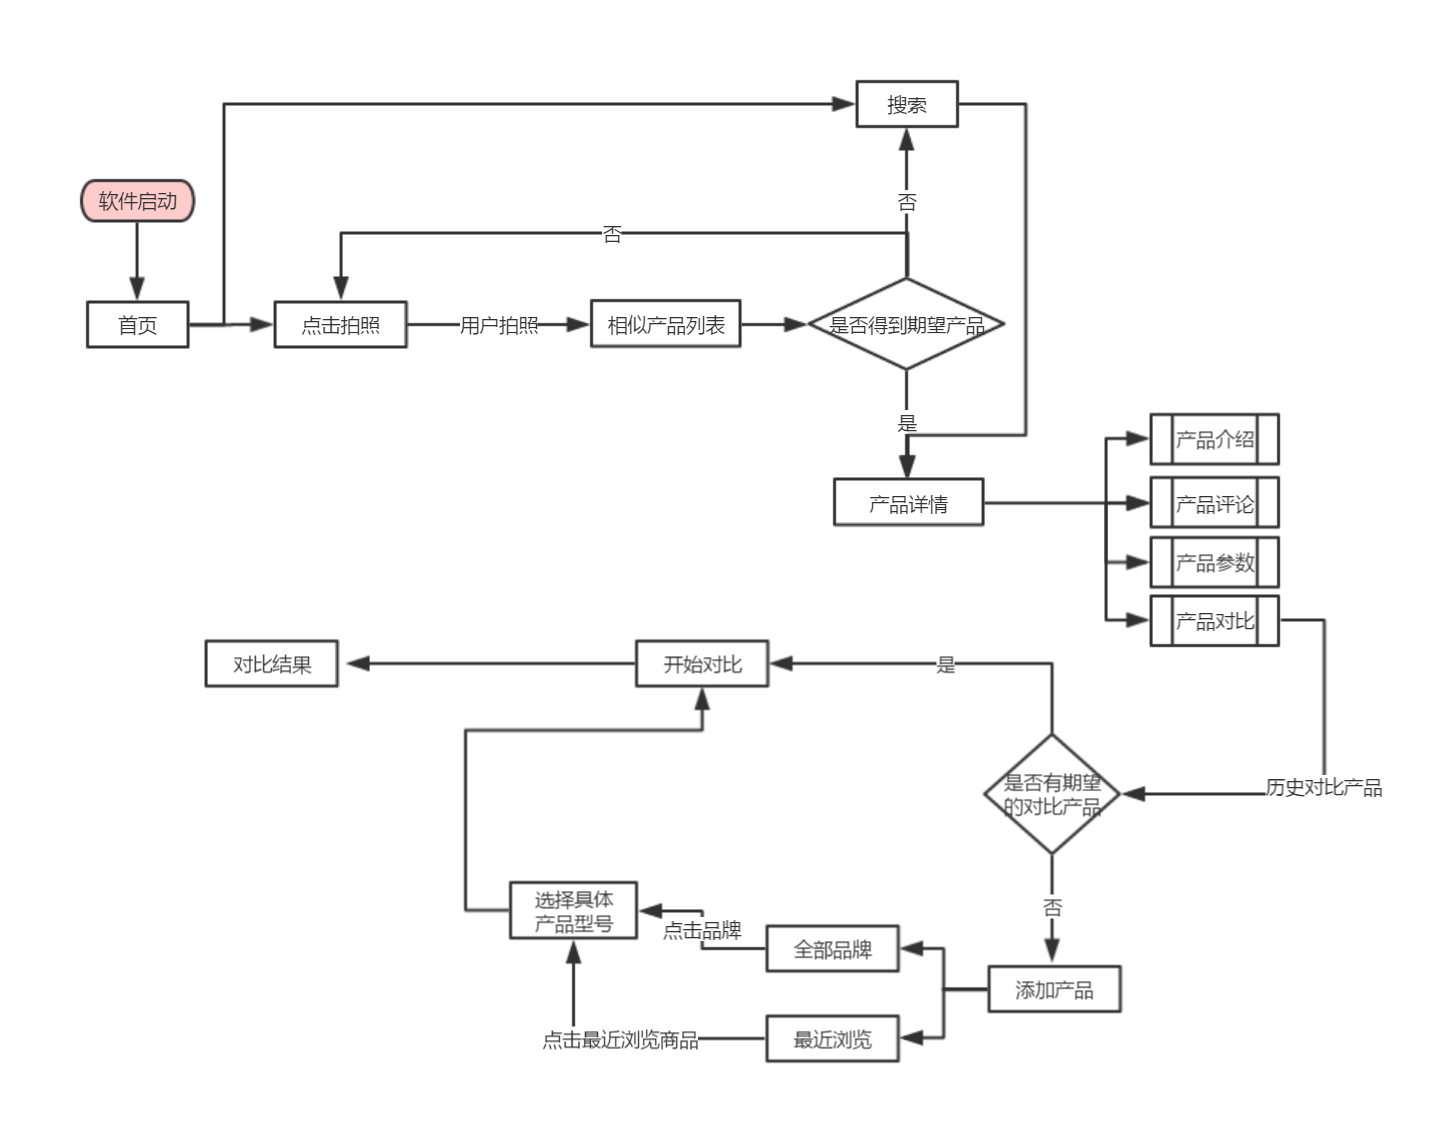 搜索
软件启动
否
否
首页
点击拍照
用户拍照
相似产品列表
是否得到期望产品
是
产品介绍
产品详情
产品评论
产品参数
产品对比
对比结果
开始对比
是
是否有期望
的对比产品
历史对比产品
选择具体
产品型号
否
点击品牌
全部品牌
添加产品
点击最近浏览商品
最近浏览